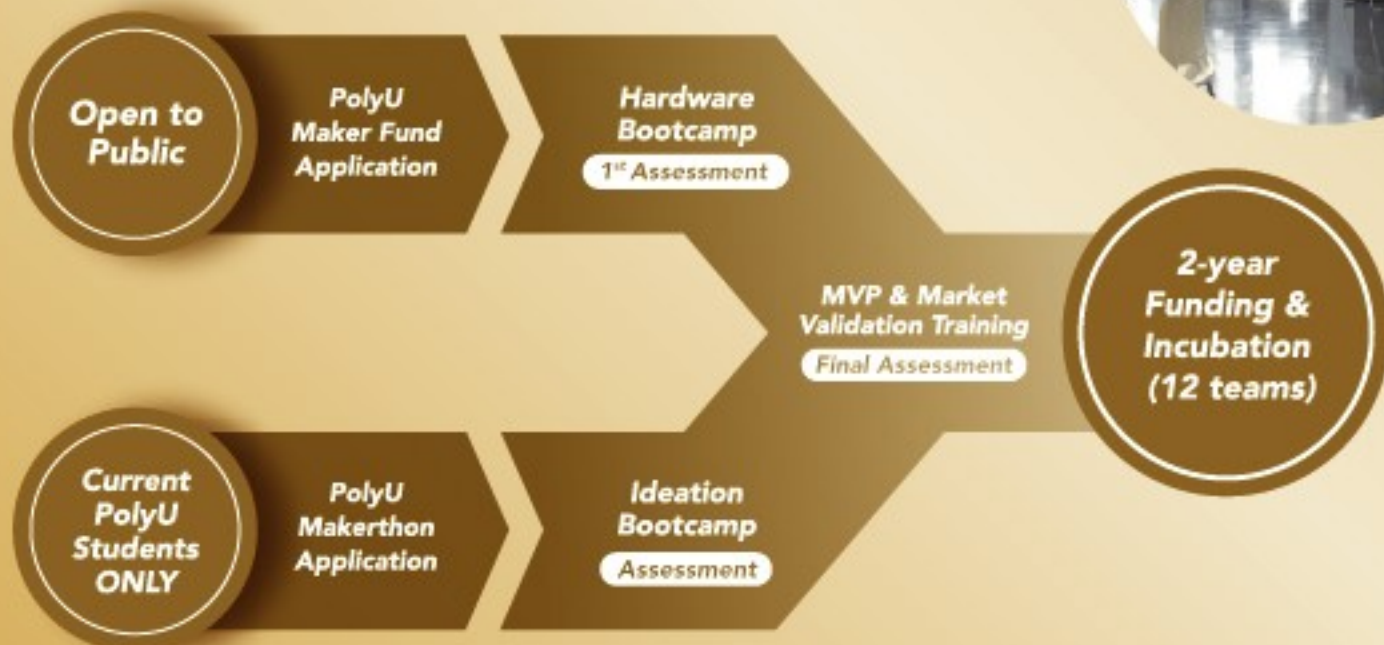 Open to
Public
PolyU
Maker Fund
Application
Hardware
Bootcamp
1st Assessment
MVP & Market
Validation Training
Final Assessment
2-year
Funding &
Incubation
(12 teams)
Current
PolyU
Students
ONLY
PolyU
Makerthon
Application
Ideation
Bootcamp
Assessment